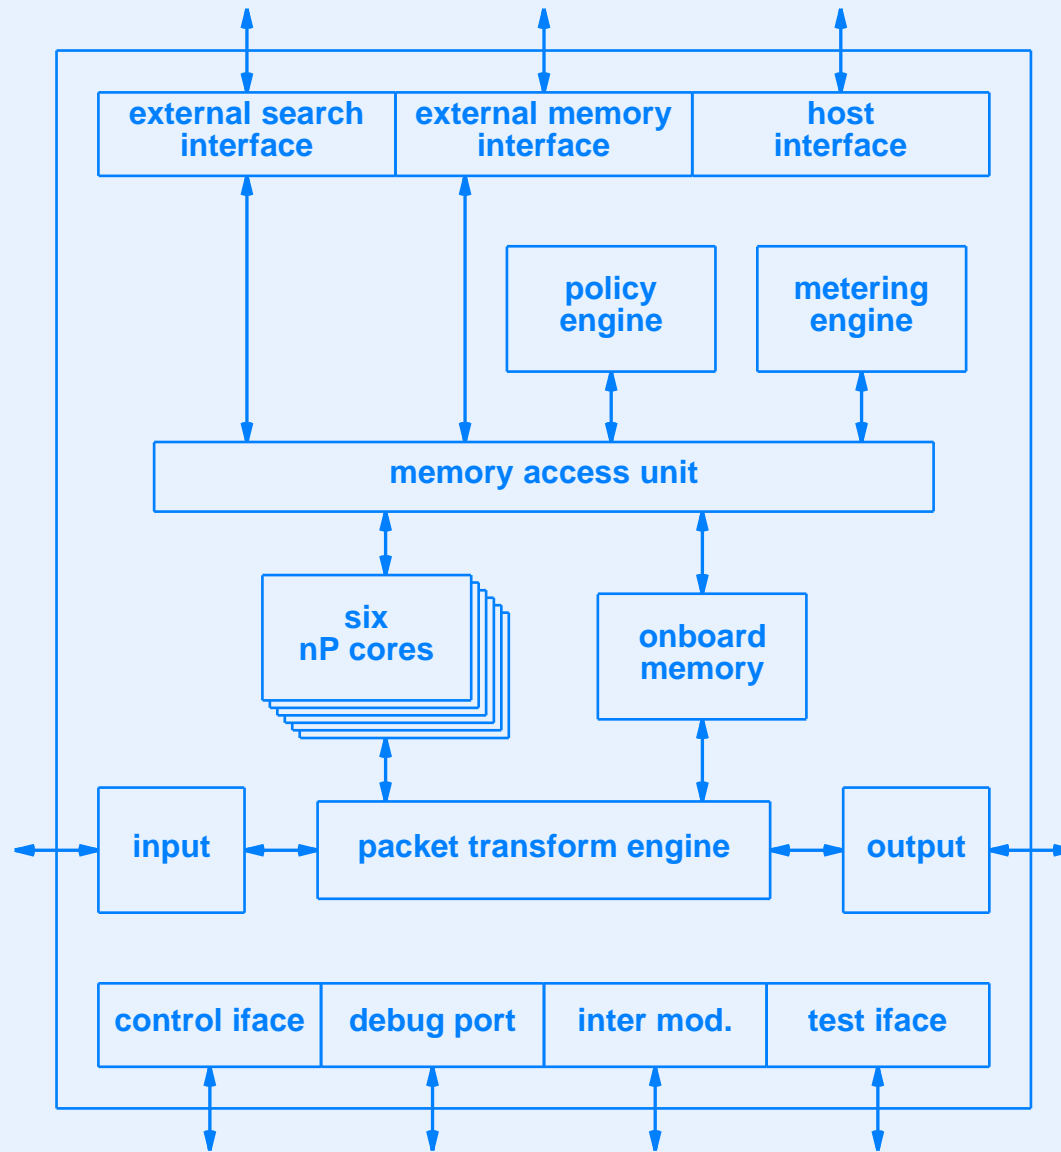 external search
interface
external memory
interface
host
interface
policy
engine
metering
engine
memory access unit
six
nP cores
onboard
memory
input
packet transform engine
output
control iface
debug port
inter mod.
test iface